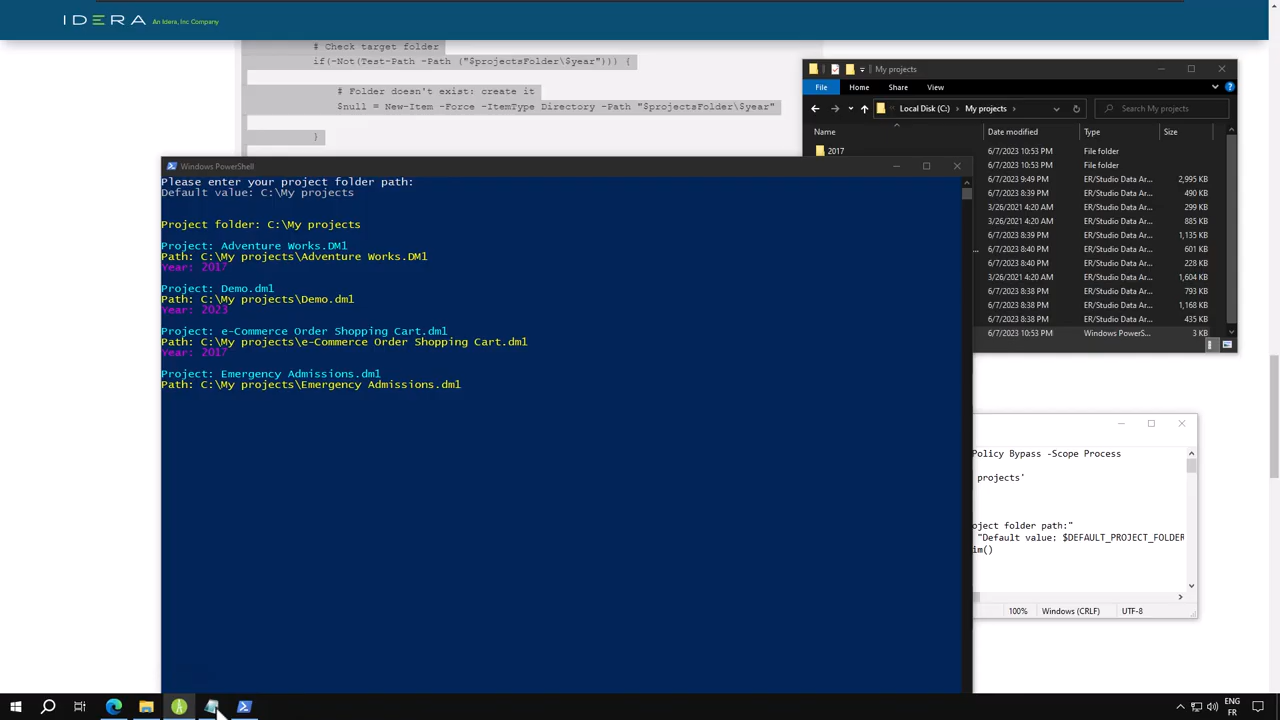 IDERA An Idera, Inc Company
# Check target folder
if(-Not(Test-Path -Path ("$projectsFolder\$year"))) {
# Folder doesn't exist: create it
$null = New-Item -Force -ItemType Directory -Path "$projectsFolder\$year"
}
My projects
File Home Share View
Local Disk (C:) My projects Search My projects
Name Date modified Type Size
2017 6/7/2023 10:53 PM File folder
6/7/2023 10:53 PM File folder
6/7/2023 9:49 PM ER/Studio Data Ar... 2,995 KB
6/7/2023 8:39 PM ER/Studio Data Ar... 490 KB
3/26/2021 4:20 AM ER/Studio Data Ar... 299 KB
3/26/2021 4:20 AM ER/Studio Data Ar... 885 KB
6/7/2023 8:39 PM ER/Studio Data Ar... 1,135 KB
... 6/7/2023 8:40 PM ER/Studio Data Ar... 601 KB
6/7/2023 8:40 PM ER/Studio Data Ar... 228 KB
3/26/2021 4:20 AM ER/Studio Data Ar... 1,604 KB
6/7/2023 8:38 PM ER/Studio Data Ar... 793 KB
6/7/2023 8:38 PM ER/Studio Data Ar... 1,168 KB
6/7/2023 8:38 PM ER/Studio Data Ar... 435 KB
6/7/2023 10:53 PM Windows PowerS... 3 KB
Windows PowerShell
Please enter your project folder path:
Default value: C:\My projects
Project folder: C:\My projects
Project: Adventure Works.DM1
Path: C:\My projects\Adventure Works.DM1
Year: 2017
Project: Demo.dml
Path: C:\My projects\Demo.dml
Year: 2023
Project: e-Commerce Order Shopping Cart.dml
Path: C:\My projects\e-Commerce Order Shopping Cart.dml
Year: 2017
Project: Emergency Admissions.dml
Path: C:\My projects\Emergency Admissions.dml
Policy Bypass -Scope Process
projects'
oject folder path:"
"Default value: $DEFAULT_PROJECT_FOLDER
im()
100% Windows (CRLF) UTF-8
ENG
FR